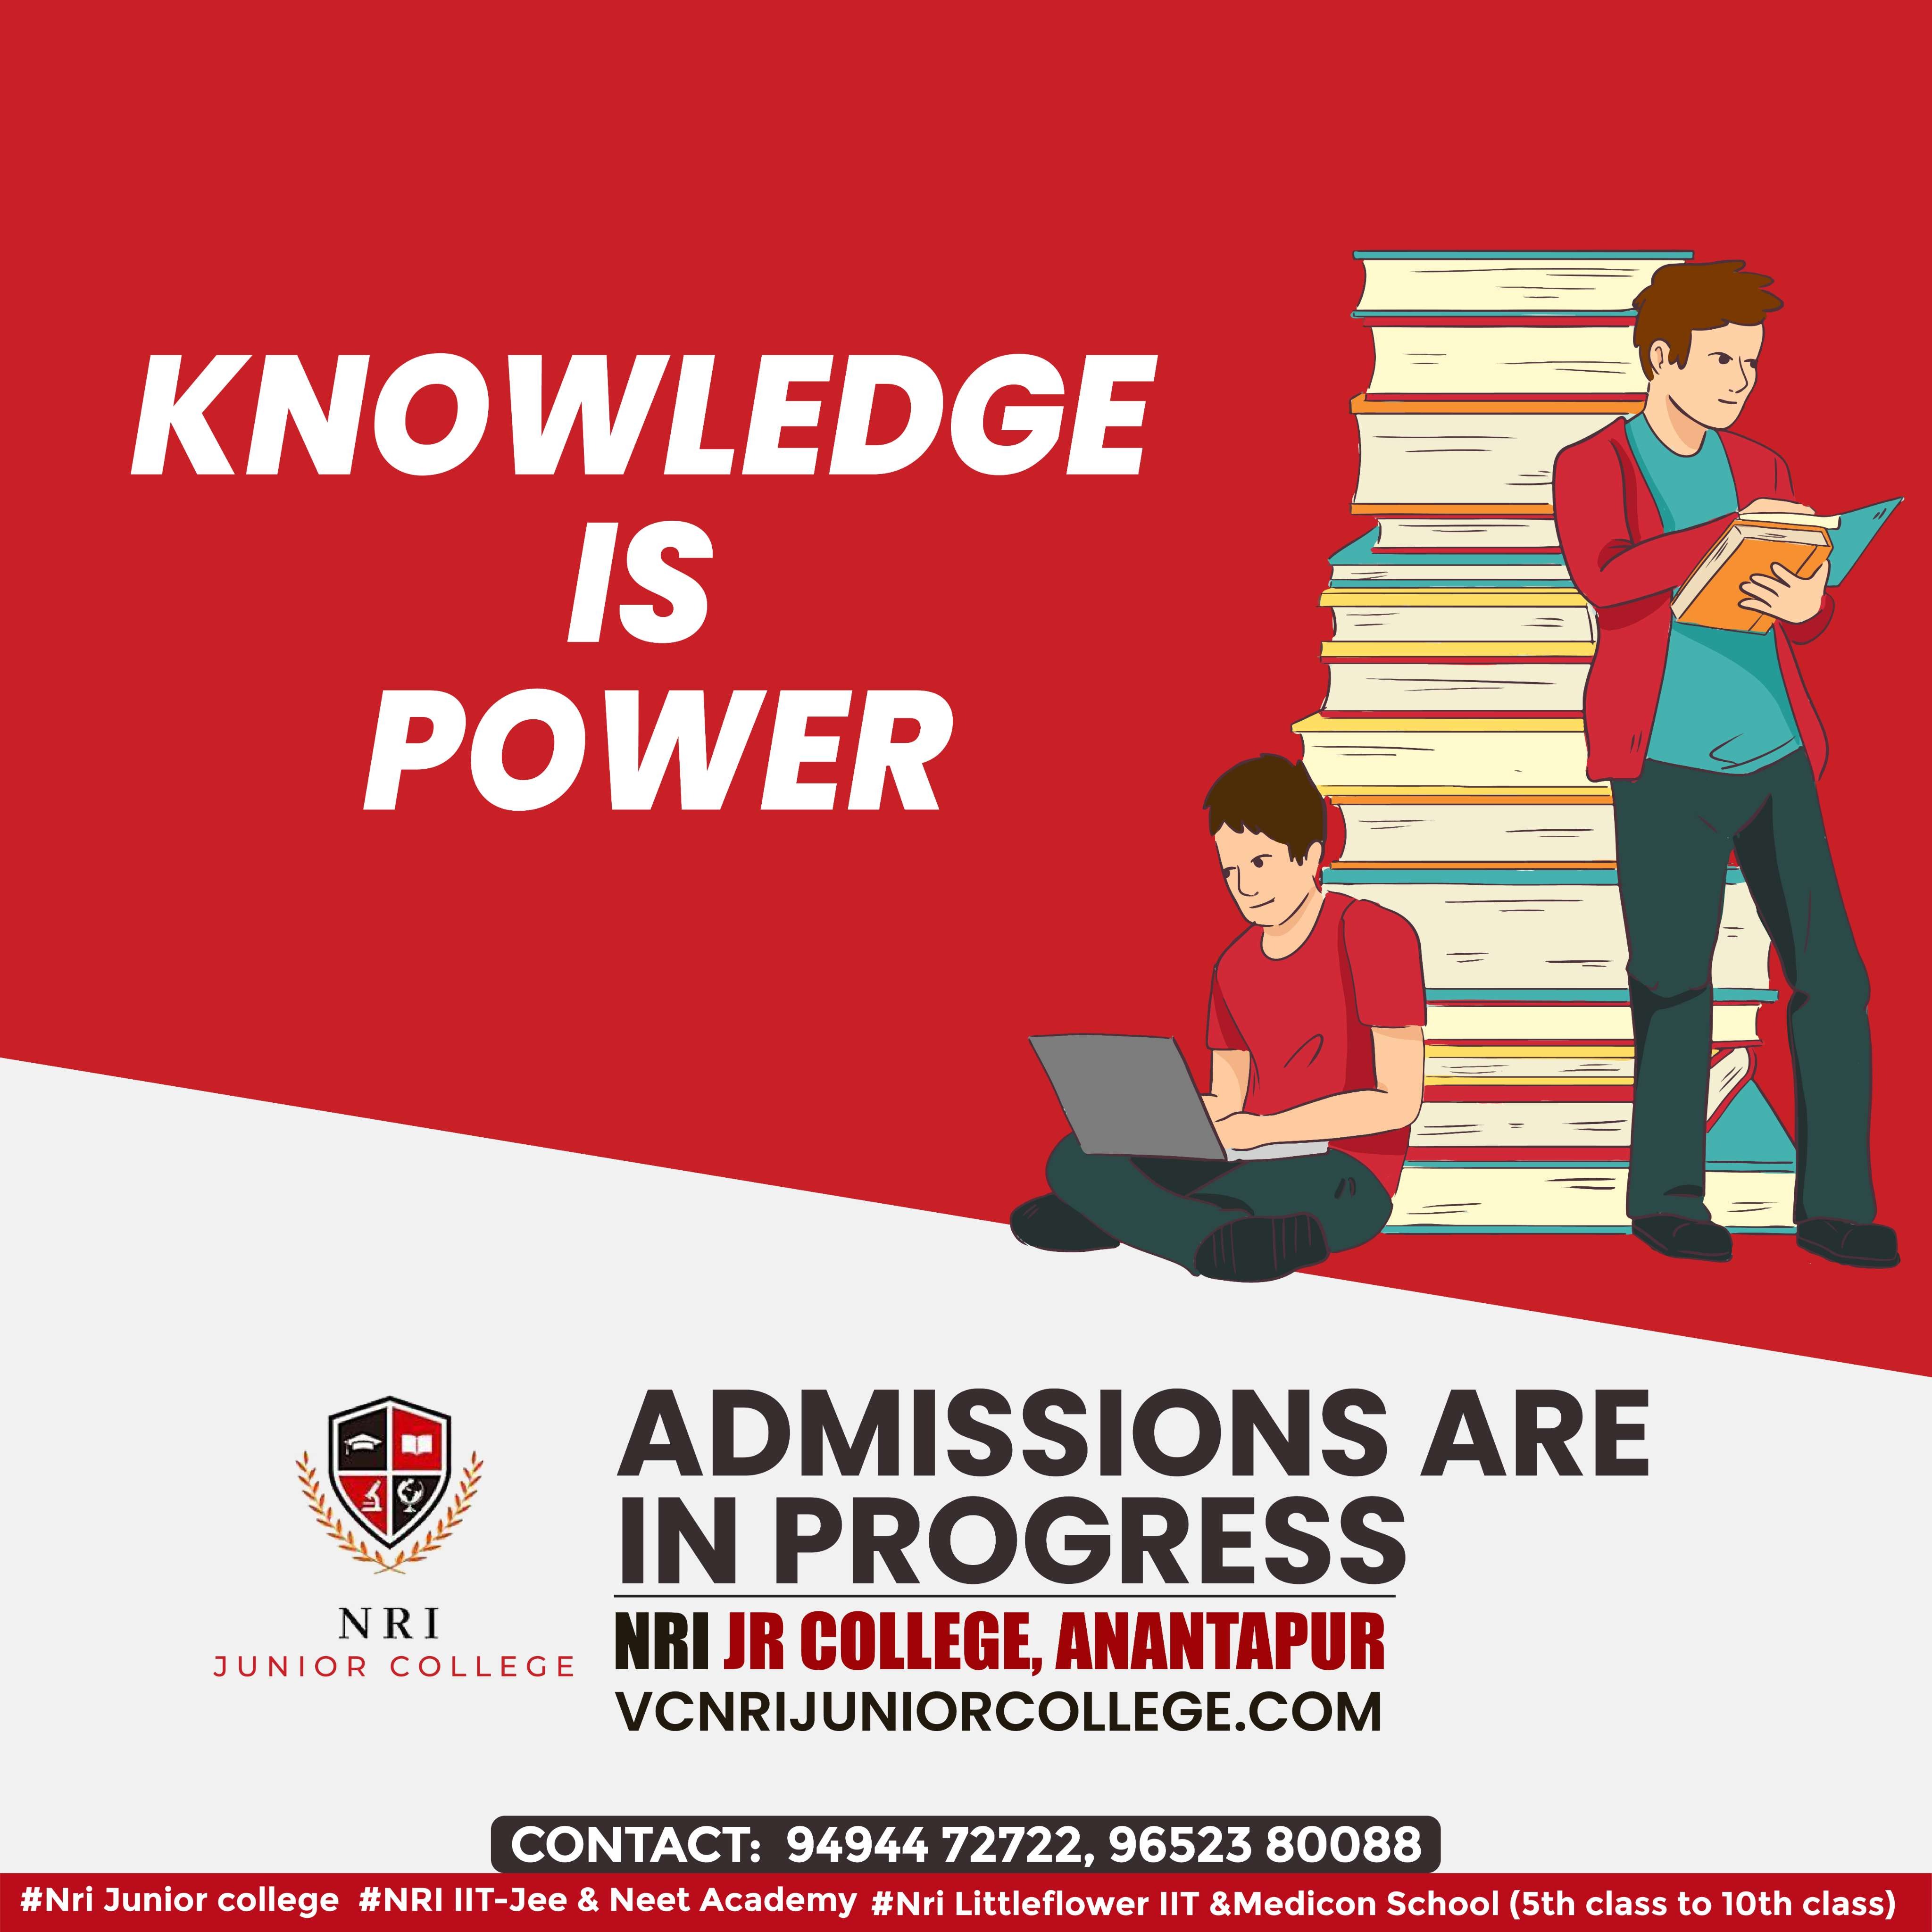 KNOWLEDGE
IS
POWER
ADMISSIONS ARE
IN PROGRESS
NRI
JUNIOR COLLEGE
NRI JR COLLEGE, ANANTAPUR
VCNRIJUNIORCOLLEGE.COM
CONTACT: 94944 72722, 96523 80088
#Nri Junior college #NRI IIT-Jee & Neet Academy #Nri Littleflower IIT &Medicon School (5th class to 10th class)